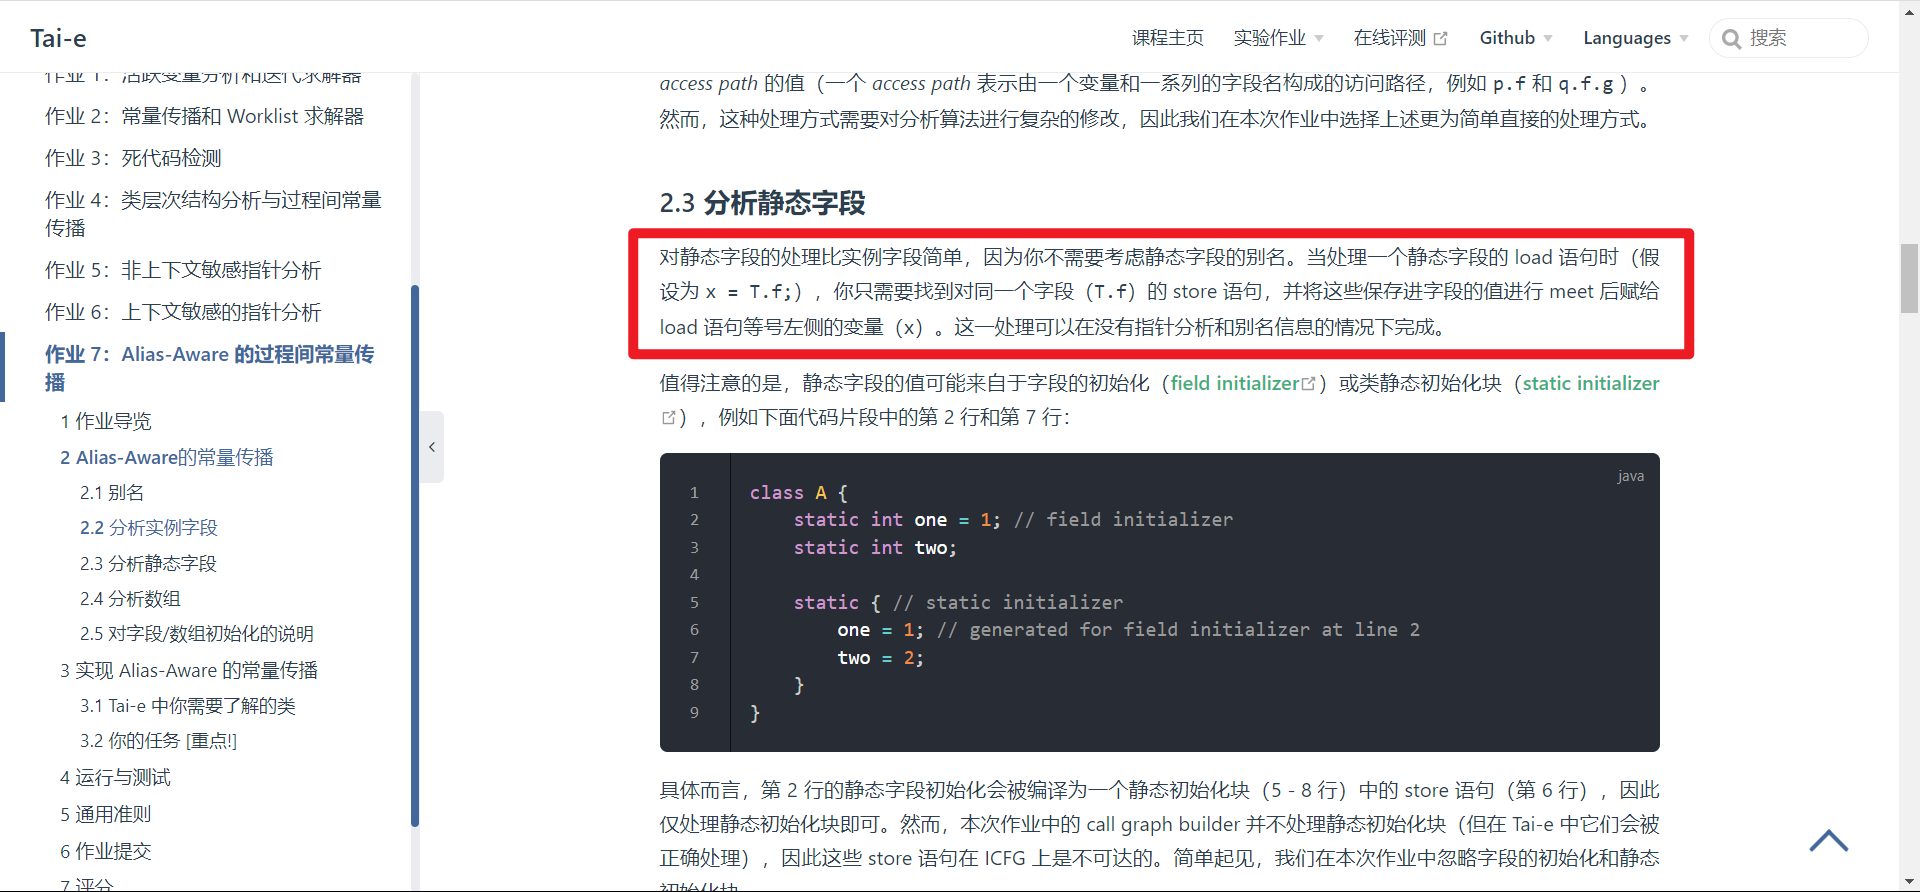 Tai-e
课程主页
实验作业
在线评测
Github
Languages
搜索
作业 1：活跃变量分析和迭代求解器
作业 2：常量传播和 Worklist 求解器
作业 3：死代码检测
作业 4：类层次结构分析与过程间常量
传播
作业 5：非上下文敏感指针分析
作业 6：上下文敏感的指针分析
作业 7：Alias-Aware 的过程间常量传
播
1 作业导览
2 Alias-Aware的常量传播
2.1 别名
2.2 分析实例字段
2.3 分析静态字段
2.4 分析数组
2.5 对字段/数组初始化的说明
3 实现 Alias-Aware 的常量传播
3.1 Tai-e 中你需要了解的类
3.2 你的任务 [重点!]
4 运行与测试
5 通用准则
6 作业提交
7 评分
access path 的值（一个 access path 表示由一个变量和一系列的字段名构成的访问路径，例如 p.f 和 q.f.g ）。
然而，这种处理方式需要对分析算法进行复杂的修改，因此我们在本次作业中选择上述更为简单直接的处理方式。
2.3 分析静态字段
对静态字段的处理比实例字段简单，因为你不需要考虑静态字段的别名。当处理一个静态字段的 load 语句时（假
设为 x = T.f;），你只需要找到对同一个字段（T.f）的 store 语句，并将这些保存进字段的值进行 meet 后赋给
load 语句等号左侧的变量（x）。这一处理可以在没有指针分析和别名信息的情况下完成。
值得注意的是，静态字段的值可能来自于字段的初始化（field initializer）或类静态初始化块（static initializer
），例如下面代码片段中的第 2 行和第 7 行：
java
1 class A {
2 static int one = 1; // field initializer
3 static int two;
4
5 static { // static initializer
6 one = 1; // generated for field initializer at line 2
7 two = 2;
8 }
9 }
具体而言，第 2 行的静态字段初始化会被编译为一个静态初始化块（5 - 8 行）中的 store 语句（第 6 行），因此
仅处理静态初始化块即可。然而，本次作业中的 call graph builder 并不处理静态初始化块（但在 Tai-e 中它们会被
正确处理），因此这些 store 语句在 ICFG 上是不可达的。简单起见，我们在本次作业中忽略字段的初始化和静态
初始化块